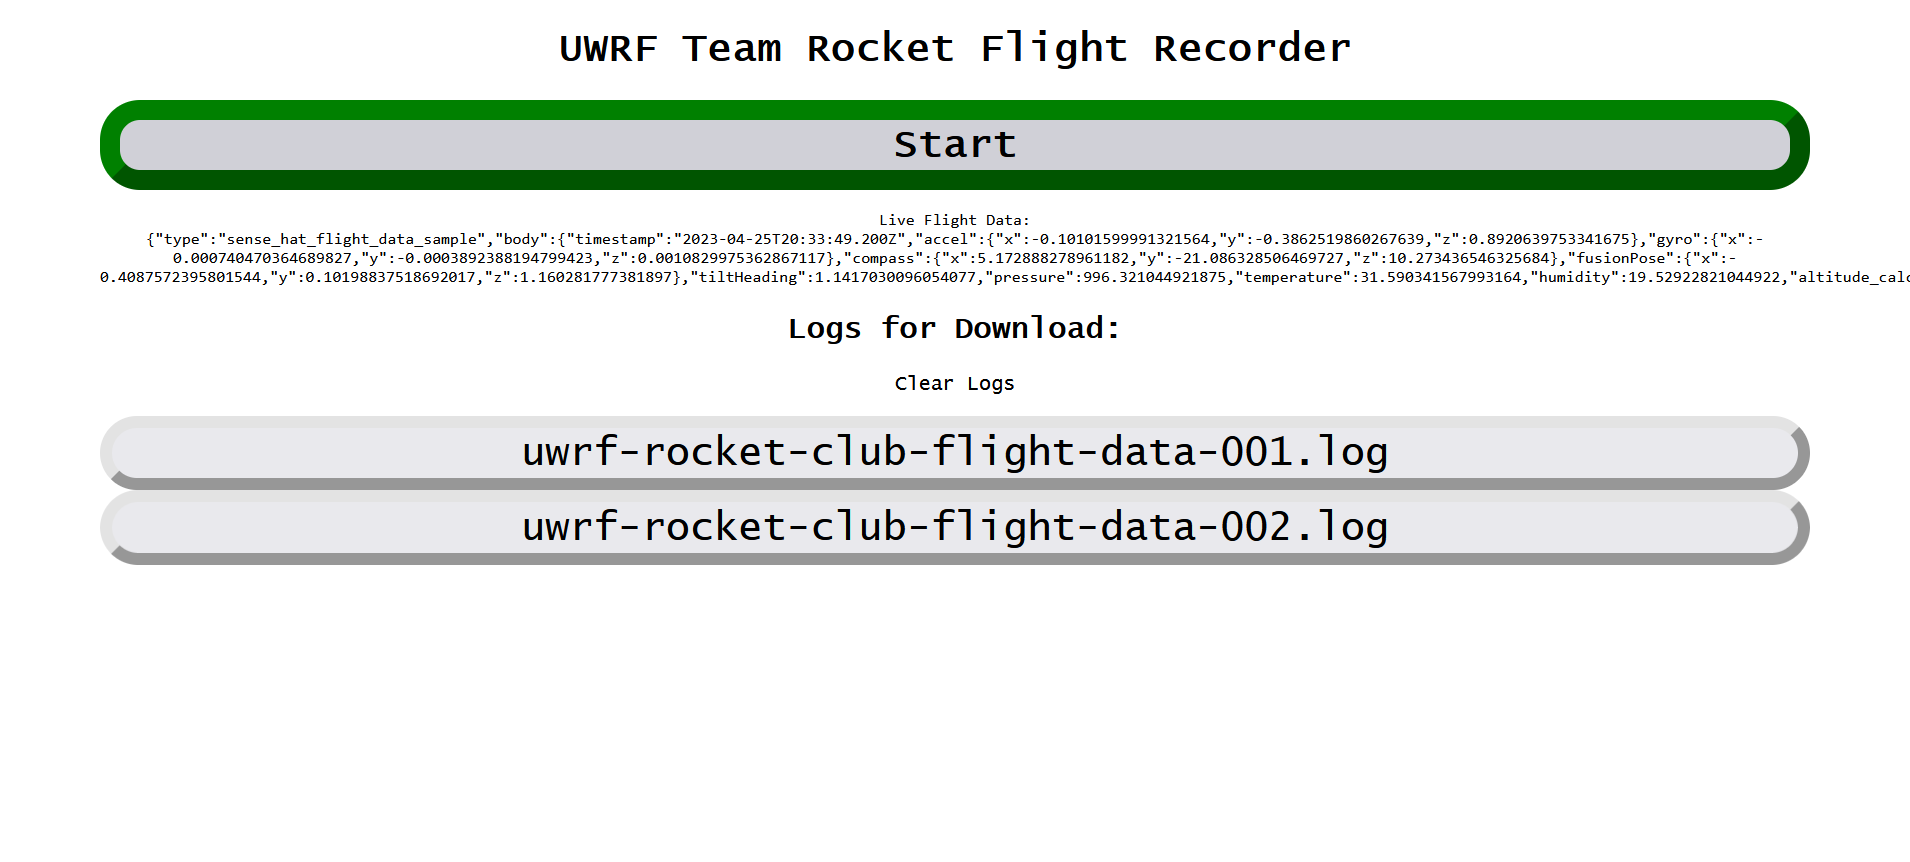 UWRF Team Rocket Flight Recorder
Start
Live Flight Data:
{"type":"sense_hat_flight_data_sample","body":{"timestamp":"2023-04-25T20:33:49.200Z","accel":{"x":-0.10101599991321564,"y":-0.3862519860267639,"z":0.8920639753341675},"gyro":{"x":-
0.000740470364689827,"y":-0.0003892388194799423,"z":0.0010829975362867117},"compass":{"x":5.172888278961182,"y":-21.086328506469727,"z":10.273436546325684},"fusionPose":{"x":-
0.4087572395801544,"y":0.10198837518692017,"z":1.160281777381897},"tiltHeading":1.1417030096054077,"pressure":996.321044921875,"temperature":31.590341567993164,"humidity":19.52922821044922,"altitude_calc
Logs for Download:
Clear Logs
uwrf-rocket-club-flight-data-001.log
uwrf-rocket-club-flight-data-002.log